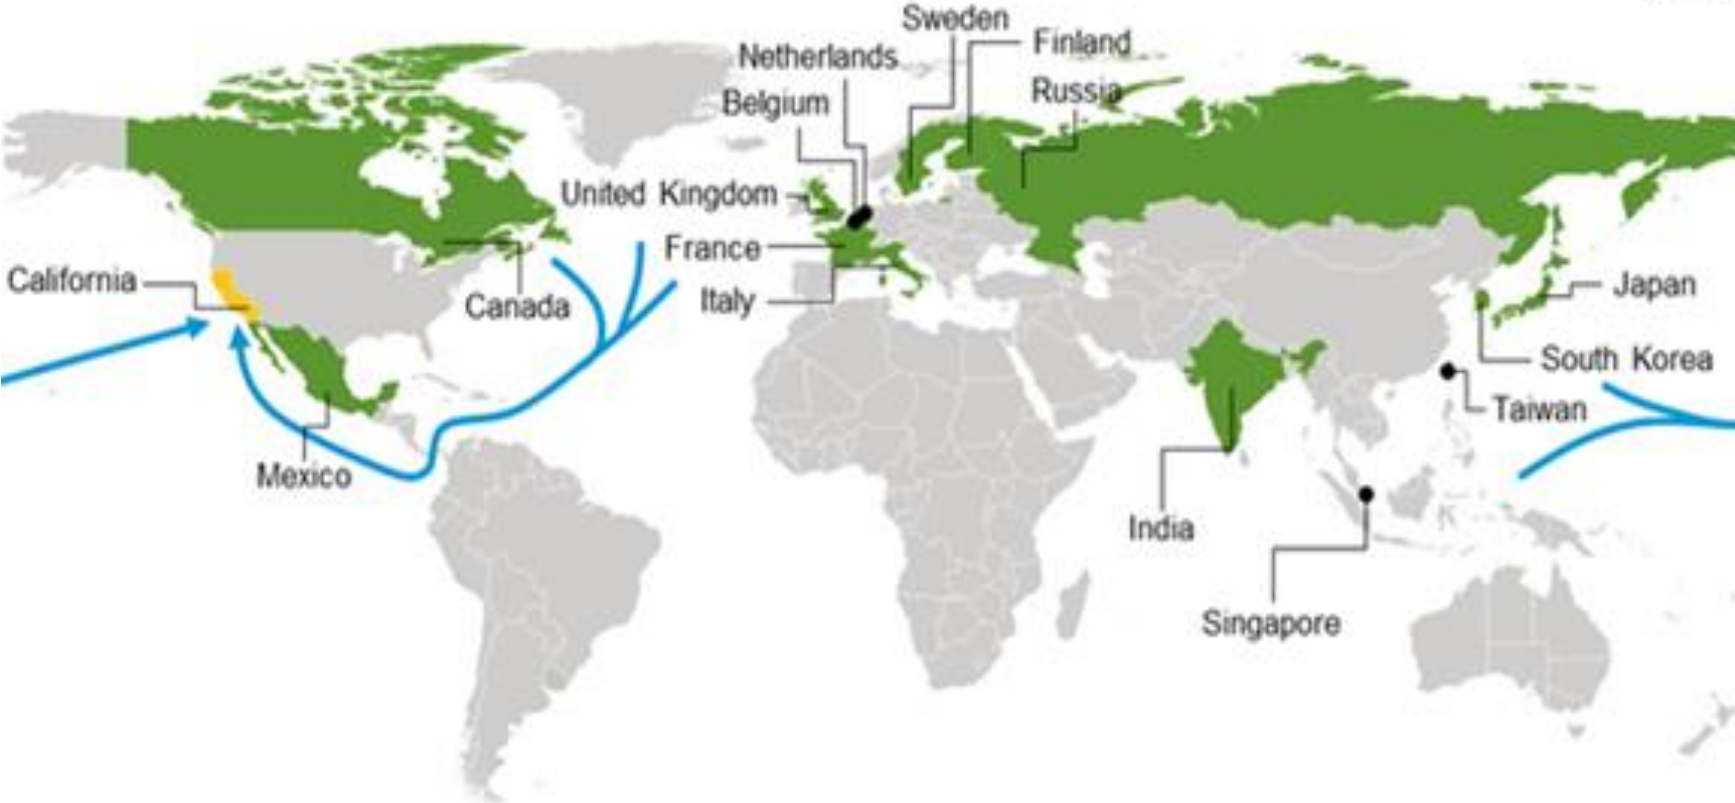 Sweden
Netherlands
Finland
Belgium
Russia
United Kingdom
France
California
Canada
Italy
Japan
South Korea
Taiwan
Mexico
India
Singapore